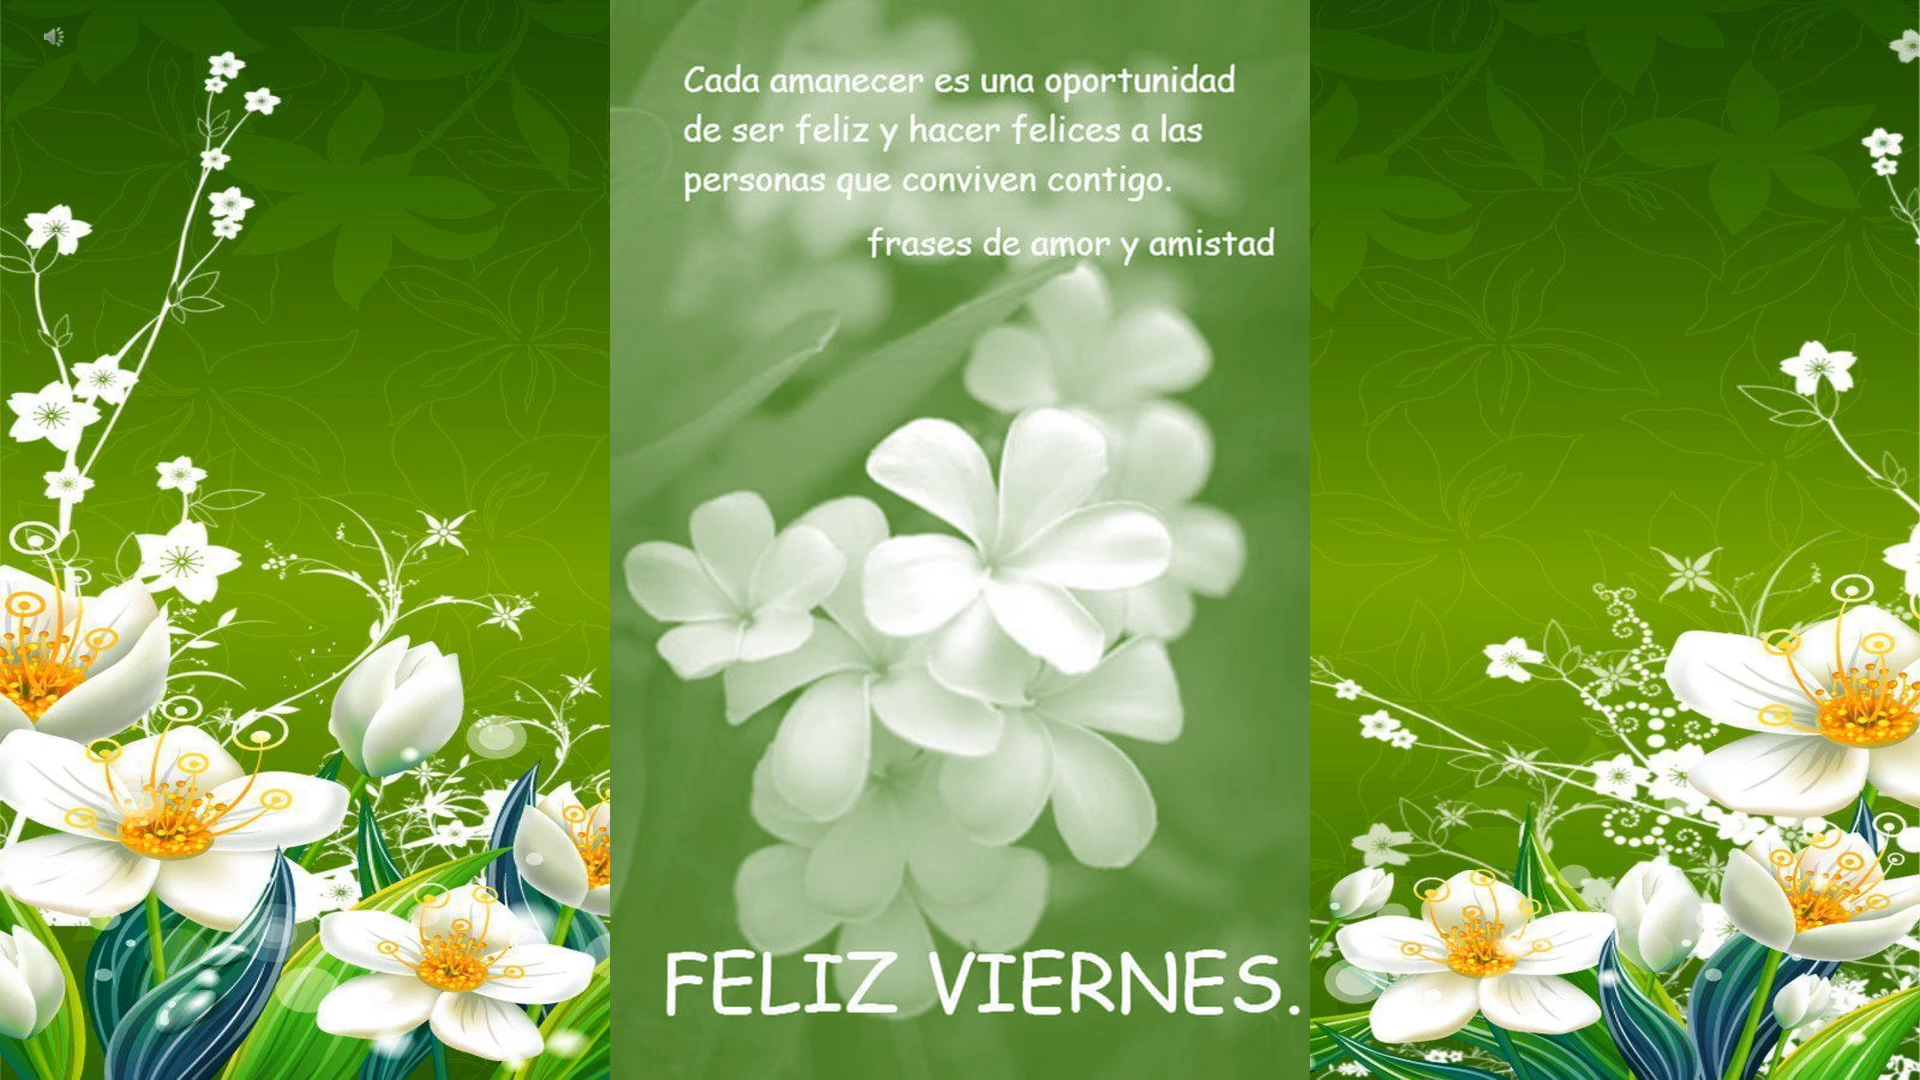 Cada amanecer es una oportunidad
de ser feliz y hacer felices a las
personas que conviven contigo.
frases de amor y amistad
FELIZ VIERNES.